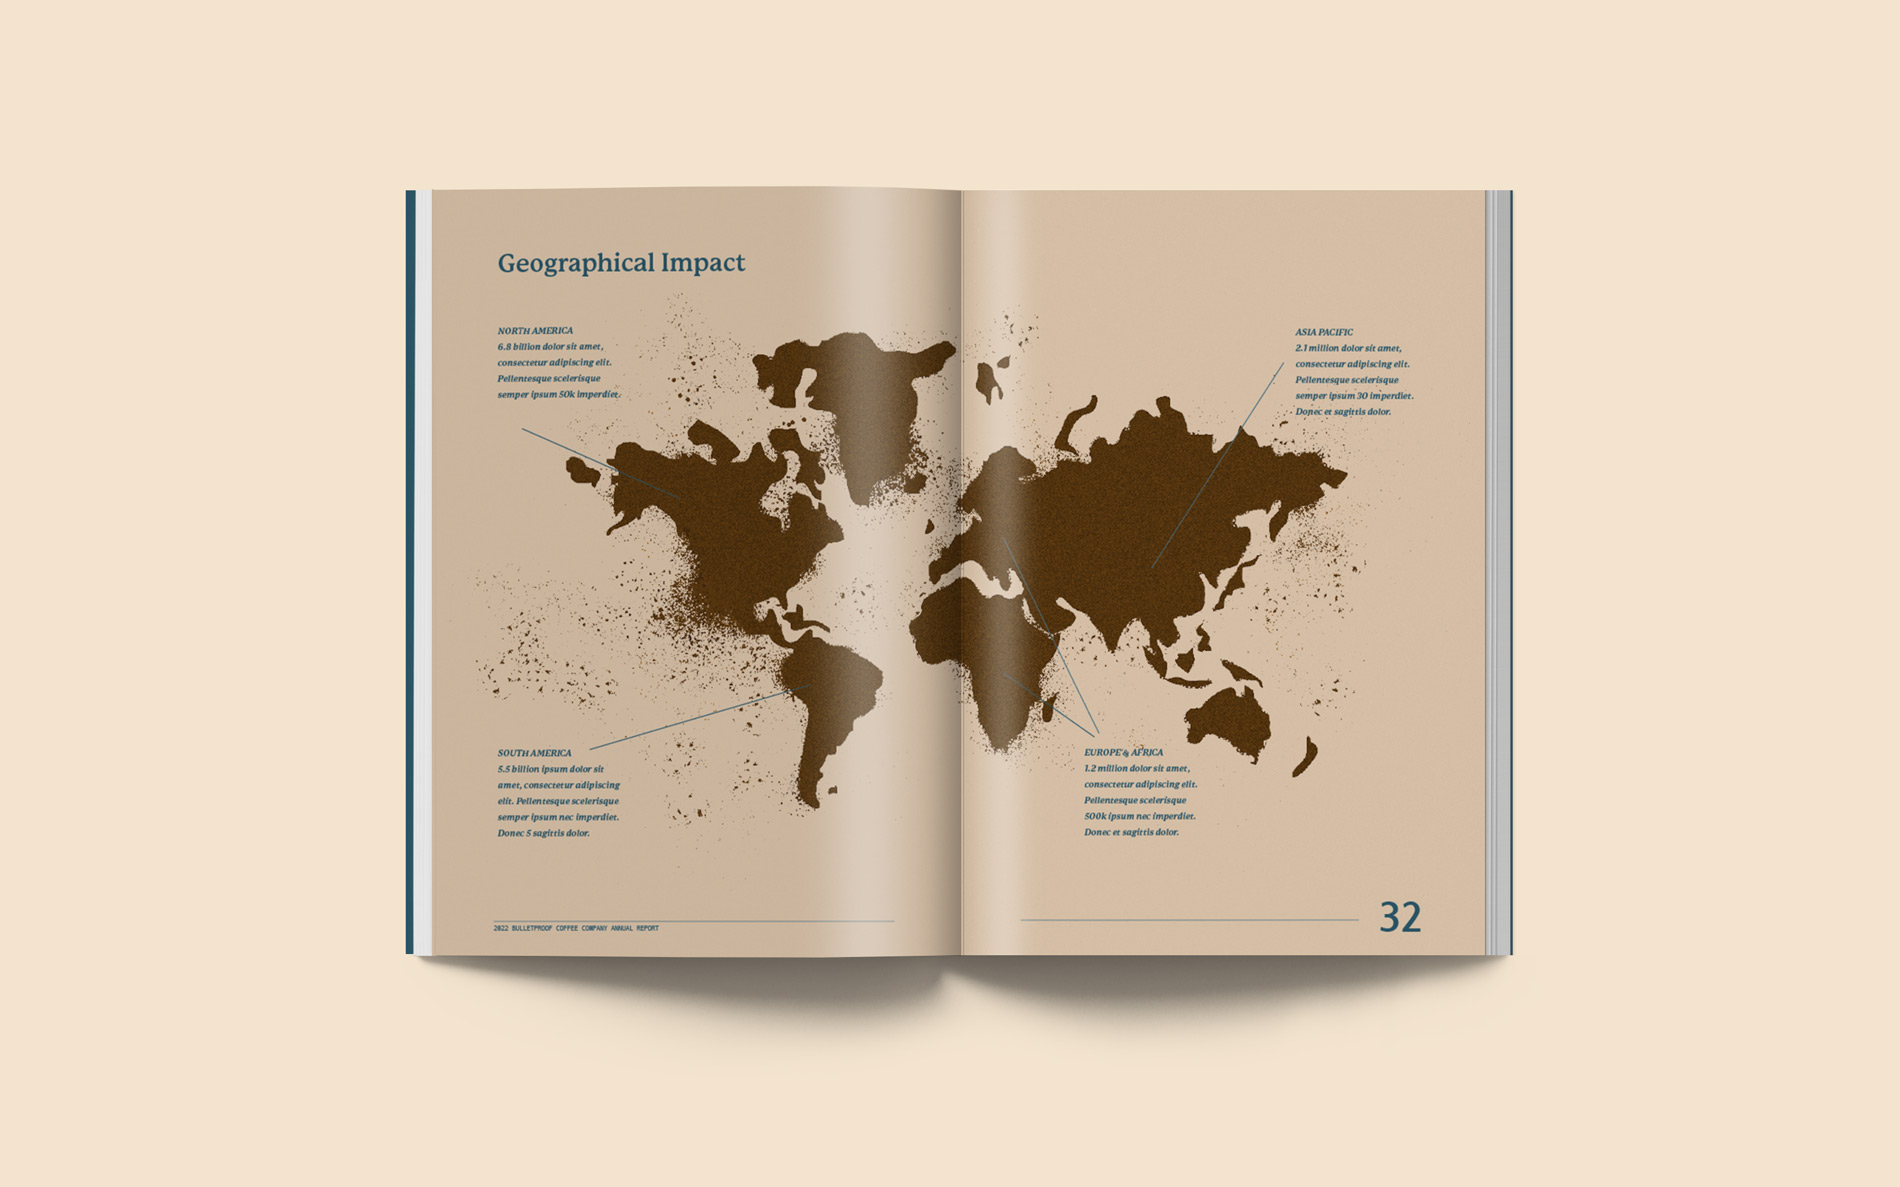 Geographical Impact
NORTH AMERICA
6.8 billion dolor sit amet,
consectetur adipiscing elit.
Pellentesque scelerisque
semper ipsum 50k imperdiet.
SOUTH AMERICA
5.5 billion ipsum dolor sit
amet, consectetur adipiscing
elit. Pellentesque scelerisque
semper ipsum nec imperdiet.
Donec 5 sagittis dolor.
2022 BULLETPROOF COFFEE COMPANY ANNUAL REPORT
ASIA PACIFIC
2.1 million dolor sit amet,
consectetur adipiscing elit.
Pellentesque scelerisque
semper ipsum 30 imperdiet.
Donec et sagittis dolor.
EUROPE & AFRICA
1.2 million dolor sit amet,
consectetur adipiscing elit.
Pellentesque scelerisque
500k ipsum nec imperdiet.
Donec et sagittis dolor.
32